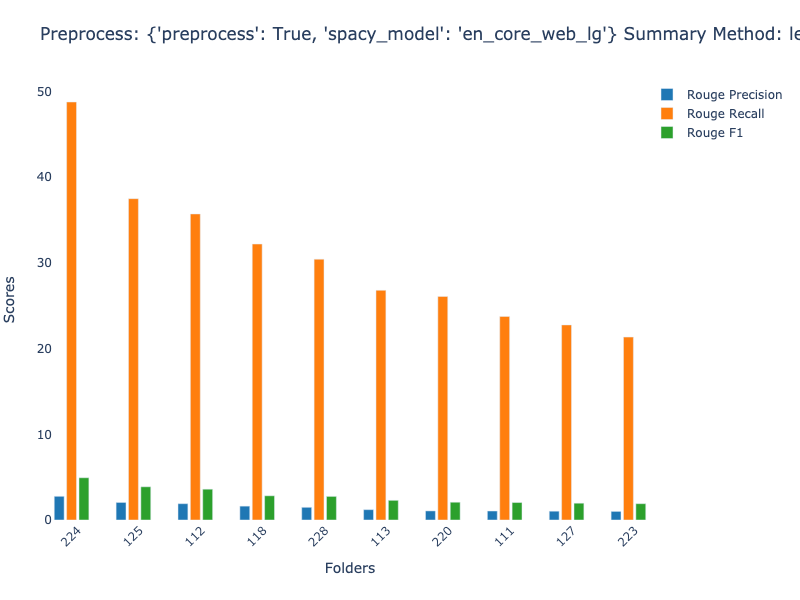 Preprocess: {'preprocess': True, 'spacy_model': 'en_core_web_lg'} Summary Method:
Rouge Precision
Rouge Recall
Rouge F1
50
40
30
20
10
0
Scores
224 125 112 118 228 113 220 111 127 223
Folders